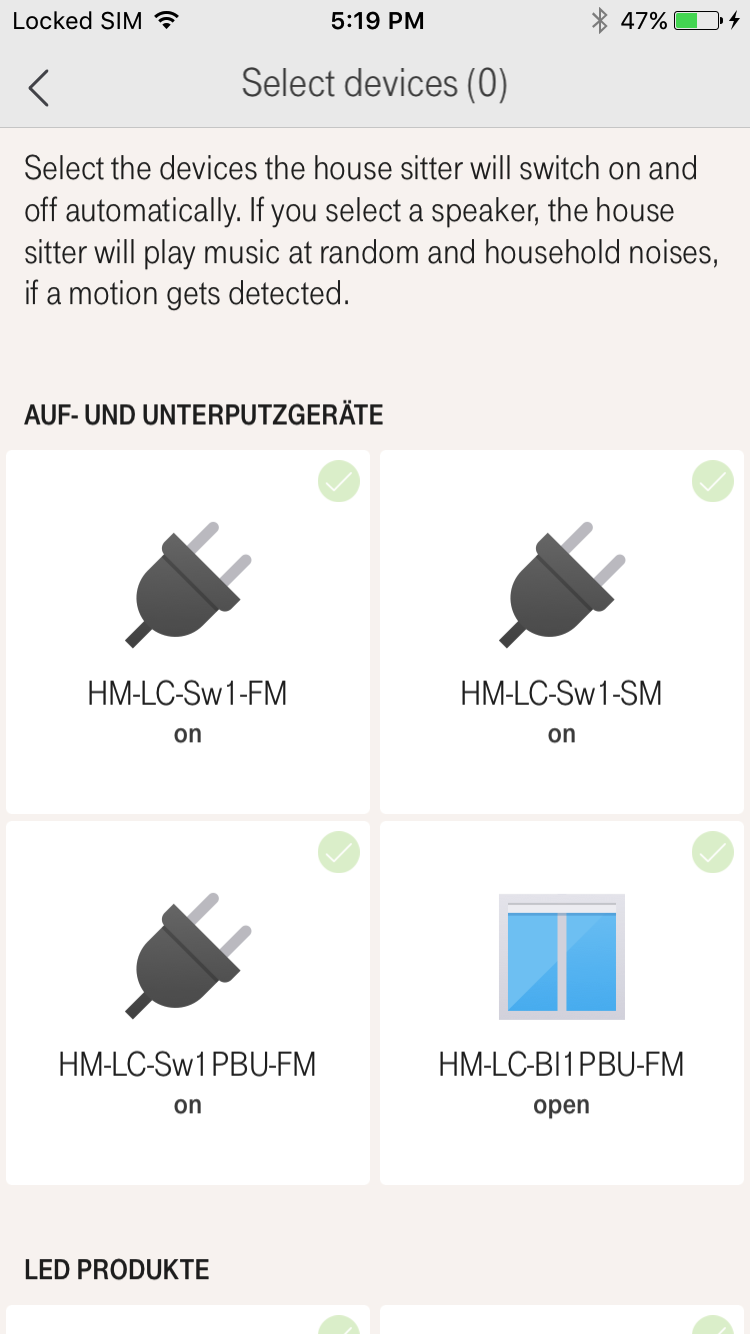 Locked SIM 5:19 PM 47%
Select devices (0)
Select the devices the house sitter will switch on and
off automatically. If you select a speaker, the house
sitter will play music at random and household noises,
if a motion gets detected.
AUF- UND UNTERPUTZGERÄTE
HM-LC-Sw1-FM
on
HM-LC-Sw1-SM
on
HM-LC-Sw1PBU-FM
on
HM-LC-Bl1PBU-FM
open
LED PRODUKTE